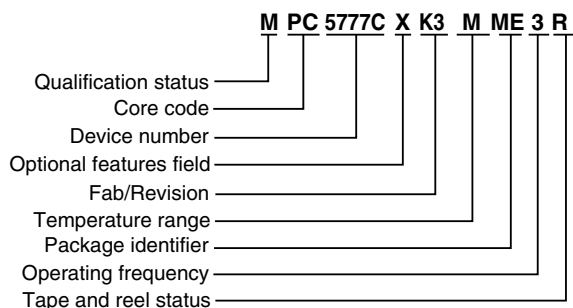 M PC 5777C X K3 M ME 3 R
Qualification status
Core code
Device number
Optional features field
Fab/Revision
Temperature range
Package identifier
Operating frequency
Tape and reel status